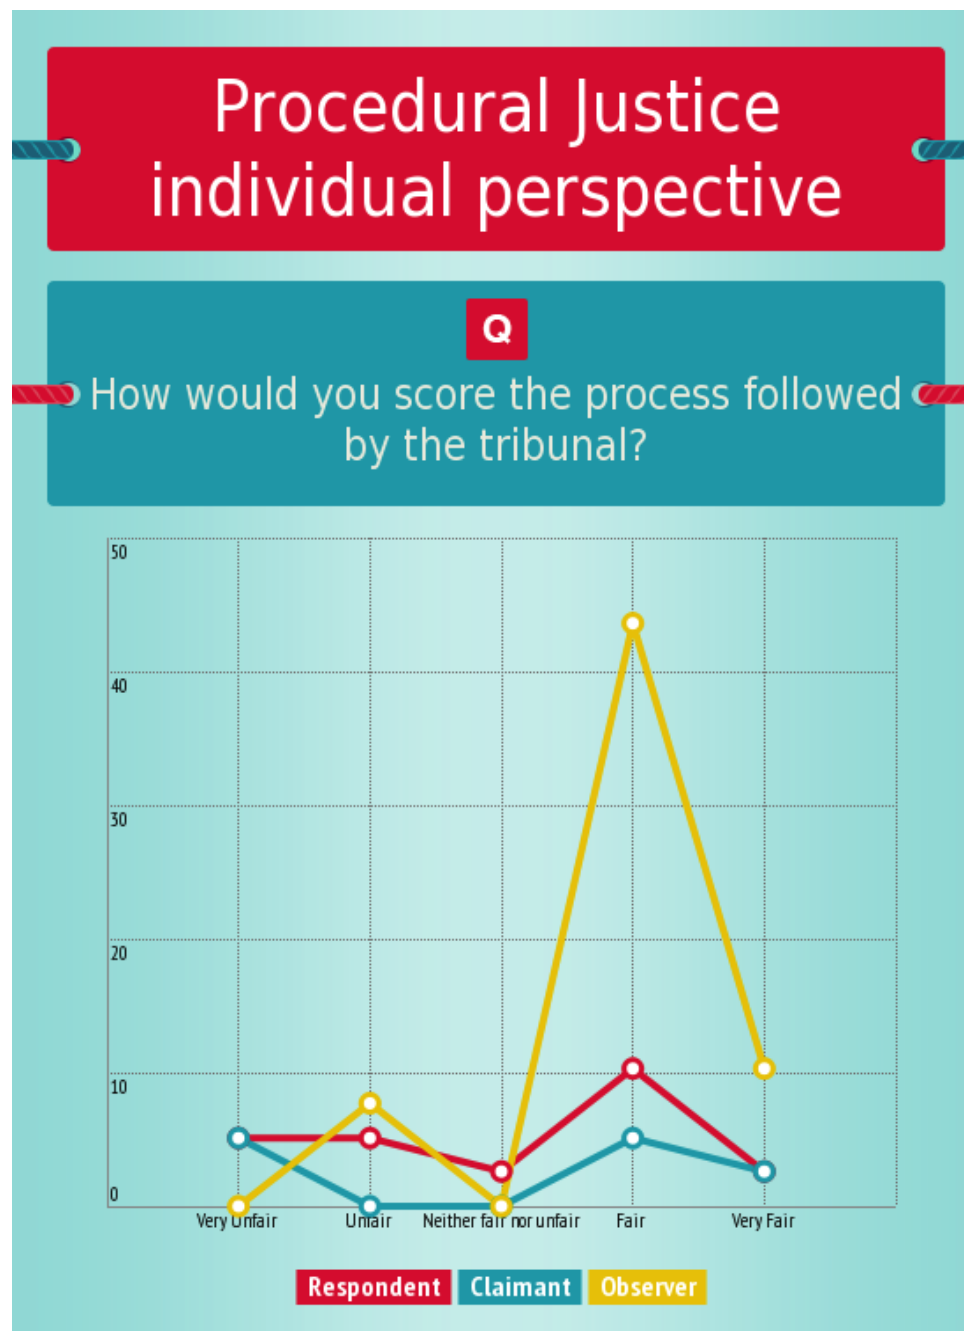 Procedural Justice
individual perspective
Q
How would you score the process followed
by the tribunal?
50
40
30
20
10
0
Very Unfair Unfair Neither fair nor unfair Fair Very Fair
Respondent Claimant Observer